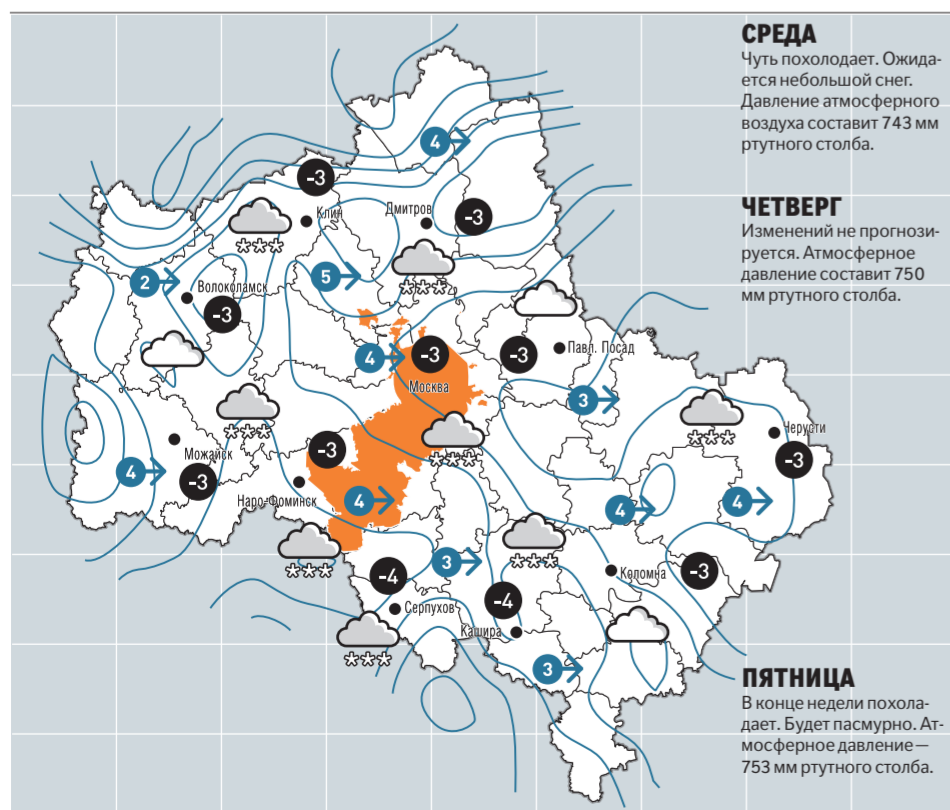 СРЕДА
Чуть похолодает. Ожида-
ется небольшой снег.
Давление атмосферного
воздуха составит 743 мм
ртутного столба.
ЧЕТВЕРГ
Изменений не прогнози-
руется. Атмосферное
давление составит 750
мм ртутного столба.
ПЯТНИЦА
В конце недели похола-
дает. Будет пасмурно. Ат-
мосферное давление —
753 мм ртутного столба.
4
-3
Клин
Дмитров
-3
2
5
Волоколамск
-3
4
-3
Москва
-3
Павл. Посад
3
Черусти
-3
Можайск
4
-3
-3
Наро-Фоминск
4
4
4
3
-4
Серпухов
-4
Кашира
Коломна
-3
3